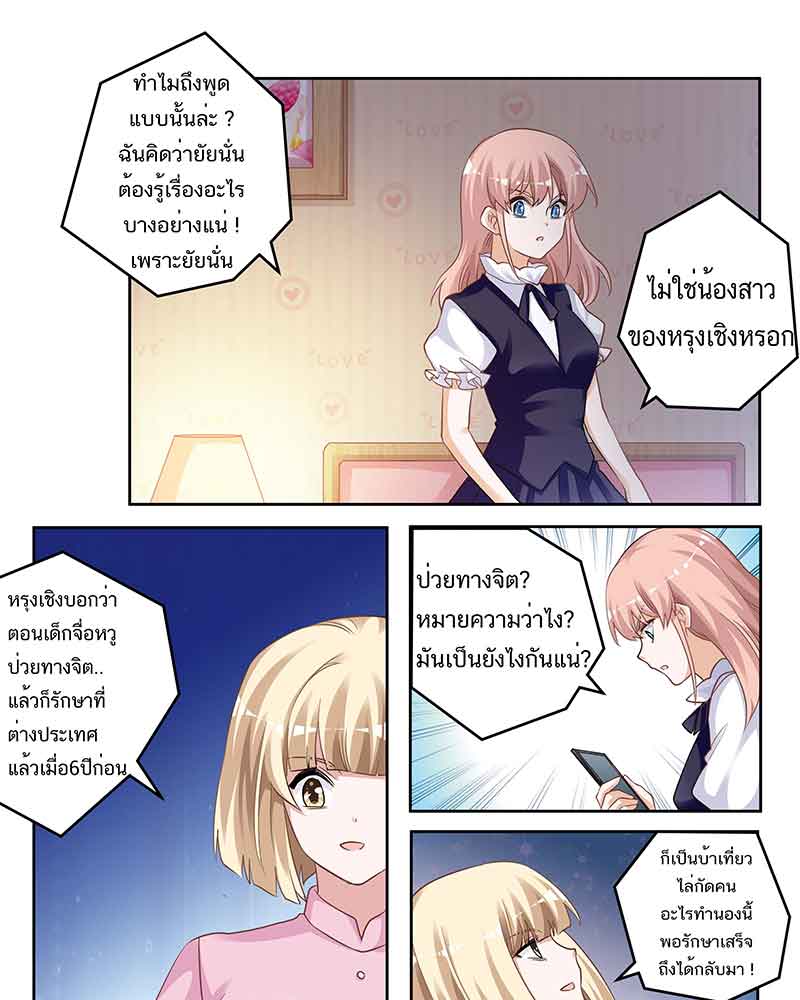 ทำไมถึงพูด
แบบนั้นล่ะ ?
ฉันคิดว่ายัยนั่น
ต้องรู้เรื่องอะไร
บางอย่างแน่ !
เพราะยัยนั่น
ไม่ใช่น้องสาว
ของหรุงเชิงหรอก
หรุงเชิงบอกว่า
ตอนเด็กจื่อหวู
ป่วยทางจิต..
แล้วก็รักษาที่
ต่างประเทศ
แล้วเมื่อ6ปีก่อน
ป่วยทางจิต?
หมายความว่าไง?
มันเป็นยังไงกันแน่?
ก็เป็นบ้าเที่ยว
ไล่กัดคน
อะไรทำนองนี้
พอรักษาเสร็จ
ถึงได้กลับมา !
LOVE
LOVE
LOVE
LOVE
LOVE